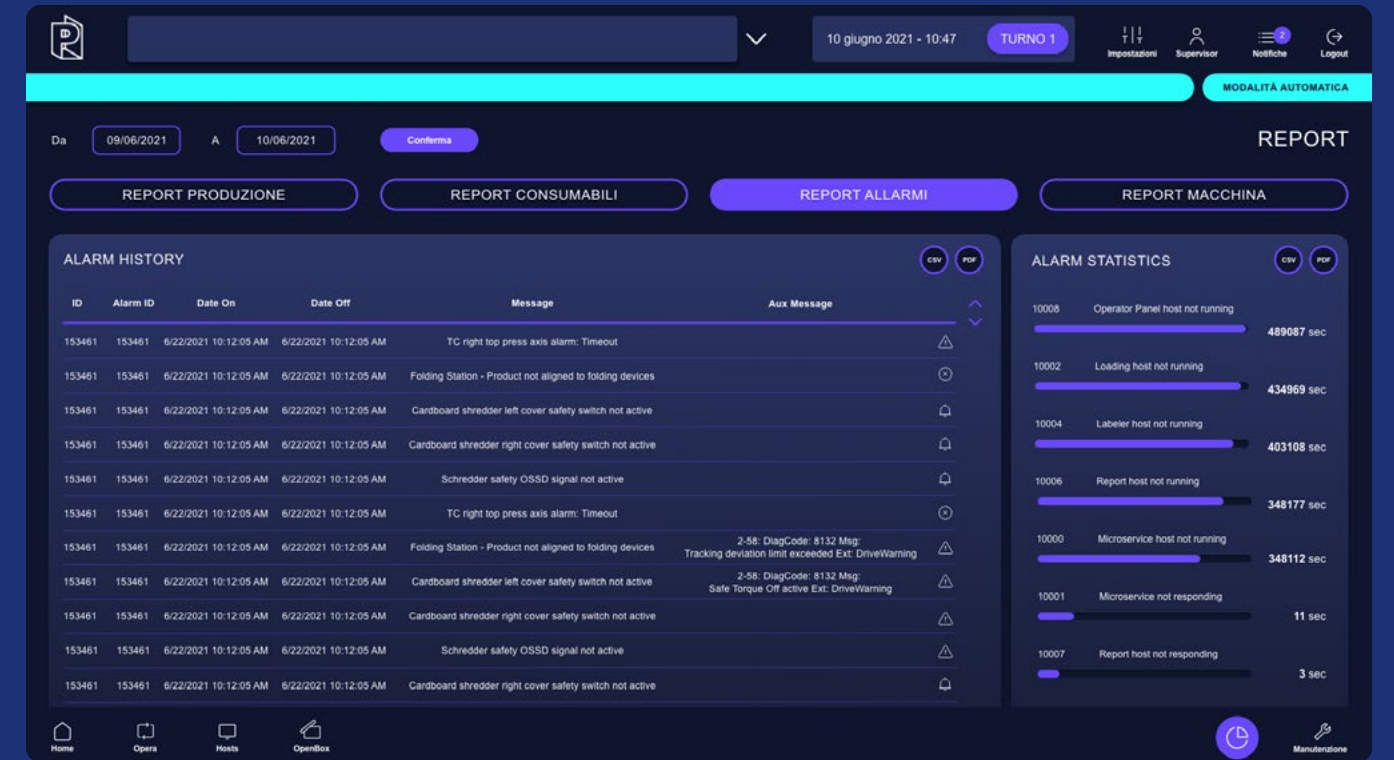 10 giugno 2021 - 10:47 TURNO 1 Impostazioni Supervisor 2 Notifiche Logout
MODALITÀ AUTOMATICA
Da 09/06/2021 A 10/06/2021 Conferma REPORT
REPORT PRODUZIONE REPORT CONSUMABILI REPORT ALLARMI REPORT MACCHINA
ALARM HISTORY CSV PDF
ID Alarm ID Date On Date Off Message Aux Message
153461 153461 6/22/2021 10:12:05 AM 6/22/2021 10:12:05 AM TC right top press axis alarm: Timeout
153461 153461 6/22/2021 10:12:05 AM 6/22/2021 10:12:05 AM Folding Station - Product not aligned to folding devices
153461 153461 6/22/2021 10:12:05 AM 6/22/2021 10:12:05 AM Cardboard shredder left cover safety switch not active
153461 153461 6/22/2021 10:12:05 AM 6/22/2021 10:12:05 AM Cardboard shredder right cover safety switch not active
153461 153461 6/22/2021 10:12:05 AM 6/22/2021 10:12:05 AM Schredder safety OSSD signal not active
153461 153461 6/22/2021 10:12:05 AM 6/22/2021 10:12:05 AM TC right top press axis alarm: Timeout
153461 153461 6/22/2021 10:12:05 AM 6/22/2021 10:12:05 AM Folding Station - Product not aligned to folding devices 2-58: DiagCode: 8132 Msg:
Tracking deviation limit exceeded Ext: DriveWarning
153461 153461 6/22/2021 10:12:05 AM 6/22/2021 10:12:05 AM Cardboard shredder left cover safety switch not active 2-58: DiagCode: 8132 Msg:
Safe Torque Off active Ext: DriveWarning
153461 153461 6/22/2021 10:12:05 AM 6/22/2021 10:12:05 AM Cardboard shredder right cover safety switch not active
153461 153461 6/22/2021 10:12:05 AM 6/22/2021 10:12:05 AM Schredder safety OSSD signal not active
153461 153461 6/22/2021 10:12:05 AM 6/22/2021 10:12:05 AM Cardboard shredder right cover safety switch not active
ALARM STATISTICS CSV PDF
10008 Operator Panel host not running
489087 sec
10002 Loading host not running
434969 sec
10004 Labeler host not running
403108 sec
10006 Report host not running
348177 sec
10000 Microservice host not running
348112 sec
10001 Microservice not responding
11 sec
10007 Report host not responding
3 sec
Home Opera Hosts OpenBox Manutenzione